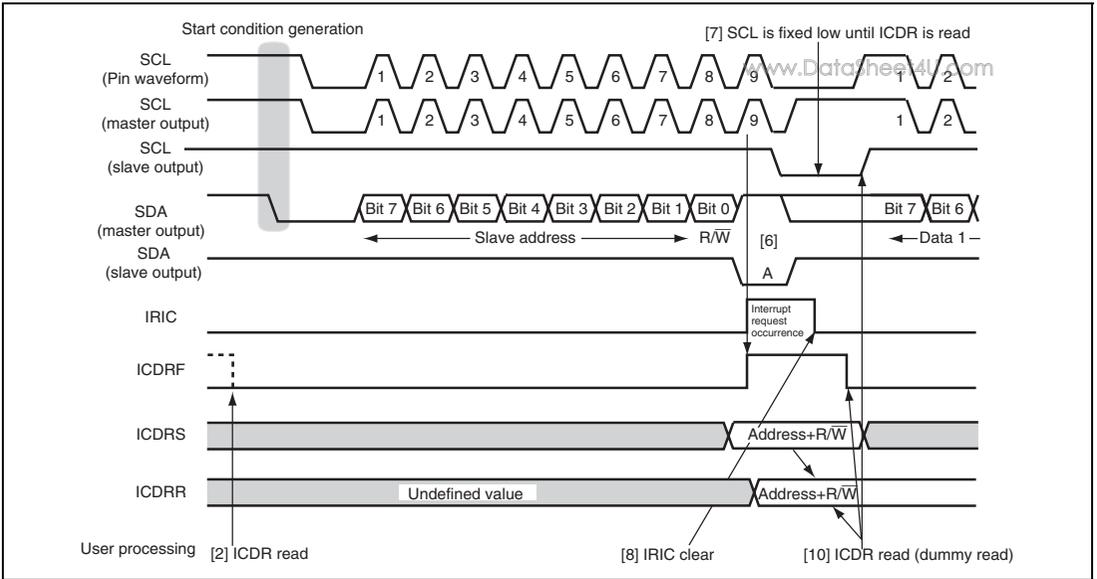 Start condition generation
[7] SCL is fixed low until ICDR is read
www.DataSheet4U.com
SCL
(Pin waveform)
1 2 3 4 5 6 7 8 9 1 2
SCL
(master output)
1 2 3 4 5 6 7 8 9 1 2
SCL
(slave output)
SDA
(master output)
Bit 7 Bit 6 Bit 5 Bit 4 Bit 3 Bit 2 Bit 1 Bit 0 Bit 7 Bit 6
Slave address R/W̅ [6] Data 1
SDA
(slave output)
A
IRIC
Interrupt
request
occurrence
ICDRF
ICDRS
Address+R/W̅
ICDRR
Undefined value
Address+R/W̅
User processing [2] ICDR read [8] IRIC clear [10] ICDR read (dummy read)